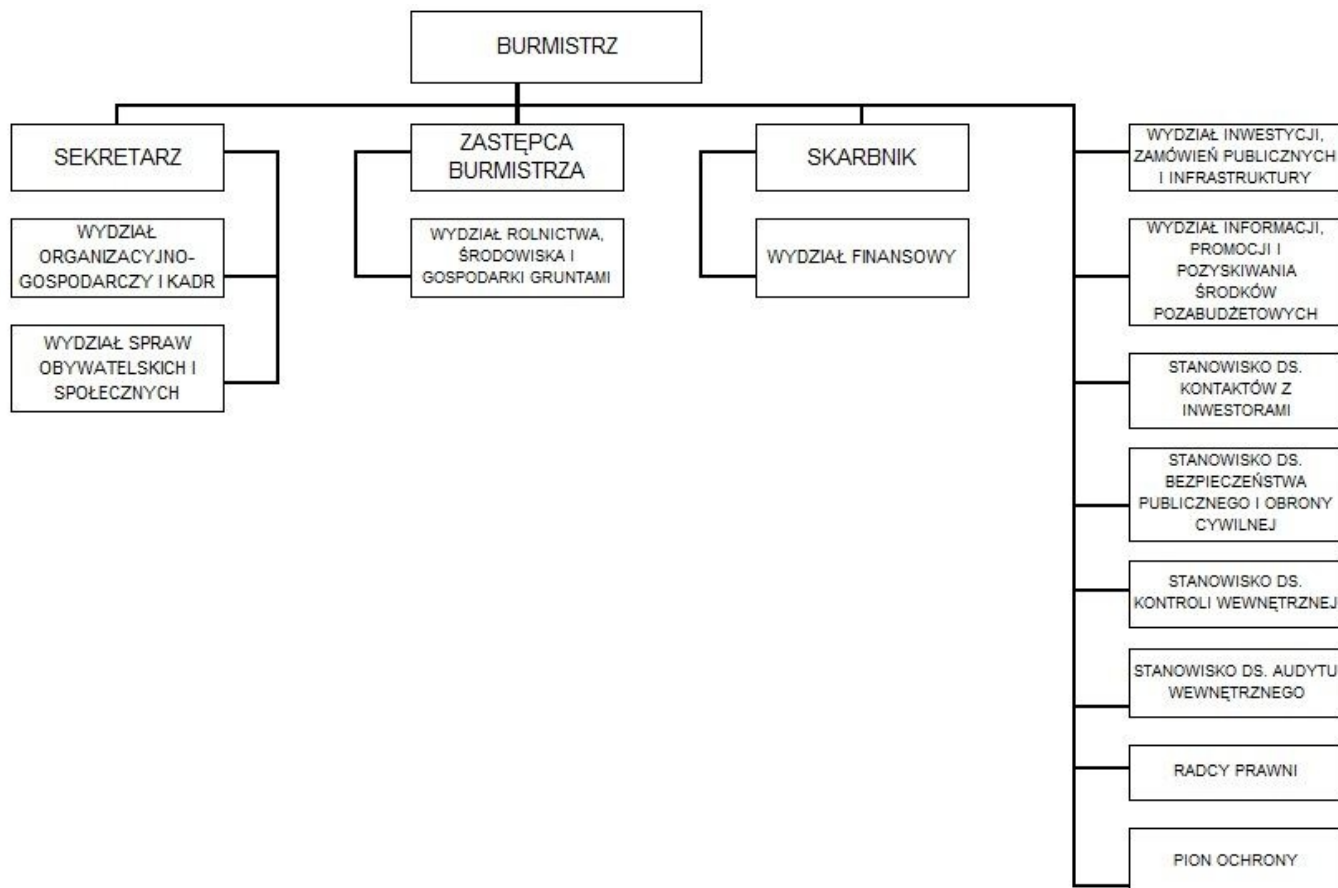 BURMISTRZ
SEKRETARZ
WYDZIAŁ
ORGANIZACYJNO-
GOSPODARCZY I KADR
WYDZIAŁ SPRAW
OBYWATELSKICH I
SPOŁECZNYCH
ZASTĘPCA
BURMISTRZA
WYDZIAŁ ROLNICTWA,
ŚRODOWISKA I
GOSPODARKI GRUNTAMI
SKARBNIK
WYDZIAŁ FINANSOWY
WYDZIAŁ INWESTYCJI,
ZAMÓWIEŃ PUBLICZNYCH
I INFRASTRUKTURY
WYDZIAŁ INFORMACJI,
PROMOCJI I
POZYSKIWANIA
ŚRODKÓW
POZABUDŻETOWYCH
STANOWISKO DS.
KONTAKTÓW Z
INWESTORAMI
STANOWISKO DS.
BEZPIECZEŃSTWA
PUBLICZNEGO I OBRONY
CYWILNEJ
STANOWISKO DS.
KONTROLI WEWNĘTRZNEJ
STANOWISKO DS. AUDYTU
WEWNĘTRZNEGO
RADCY PRAWNI
PION OCHRONY